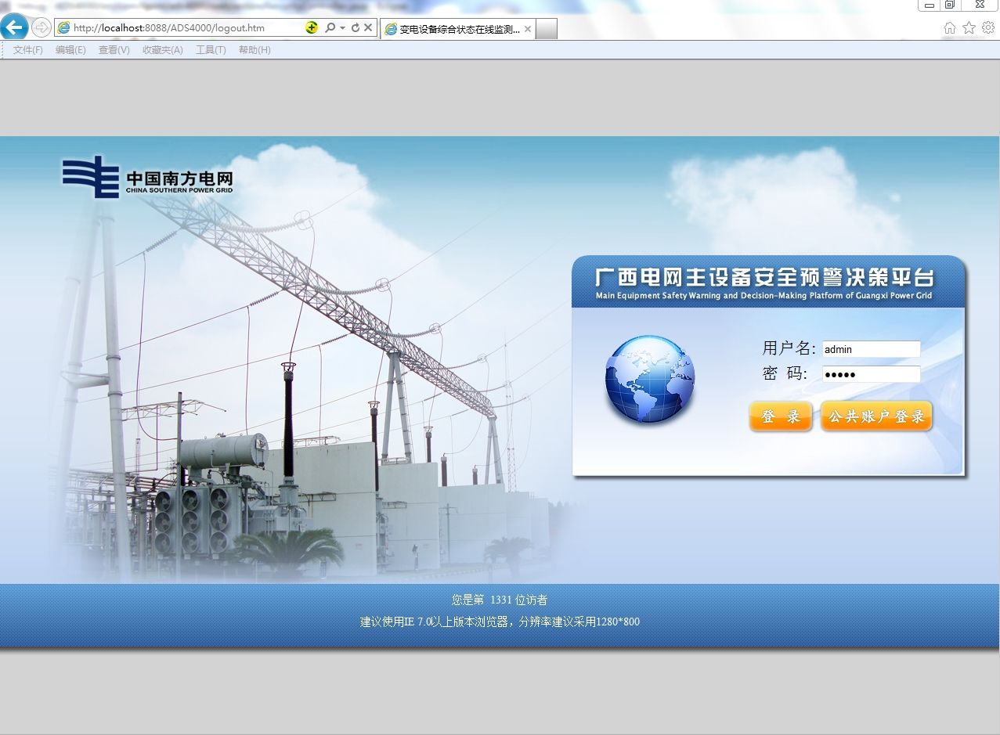 http://localhost:8088/ADS4000/logout.htm
变电设备综合状态在线监测...
文件(F) 编辑(E) 查看(V) 收藏夹(A) 工具(T) 帮助(H)
中国南方电网
CHINA SOUTHERN POWER GRID
广西电网主设备安全预警决策平台
Main Equipment Safety Warning and Decision-Making Platform of Guangxi Power Grid
用户名: admin
密 码: •••••
登 录 公共账户登录
您是第 1331 位访者
建议使用IE 7.0以上版本浏览器，分辨率建议采用1280*800